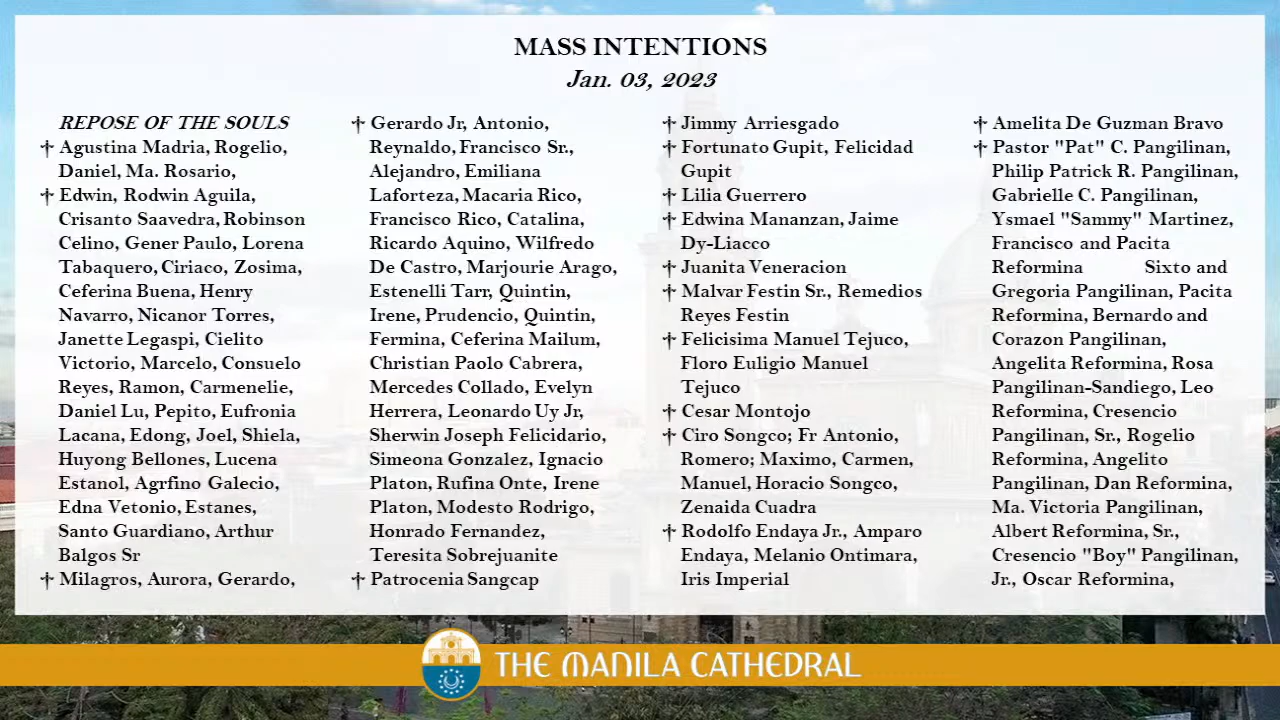 MASS INTENTIONS
Jan. 03, 2023
REPOSE OF THE SOULS
✝ Agustina Madria, Rogelio,
Daniel, Ma. Rosario,
✝ Edwin, Rodwin Aguila,
Crisanto Saavedra, Robinson
Celino, Gener Paulo, Lorena
Tabaquero, Ciriaco, Zosima,
Ceferina Buena, Henry
Navarro, Nicanor Torres,
Janette Legaspi, Cielito
Victorio, Marcelo, Consuelo
Reyes, Ramon, Carmenelie,
Daniel Lu, Pepito, Eufronia
Lacana, Edong, Joel, Shiela,
Huyong Bellones, Lucena
Estanol, Agrfino Galecio,
Edna Vetonio, Estanes,
Santo Guardiano, Arthur
Balgos Sr
✝ Milagros, Aurora, Gerardo,
✝ Gerardo Jr, Antonio,
Reynaldo, Francisco Sr.,
Alejandro, Emiliana
Laforteza, Macaria Rico,
Francisco Rico, Catalina,
Ricardo Aquino, Wilfredo
De Castro, Marjourie Arago,
Estenelli Tarr, Quintin,
Irene, Prudencio, Quintin,
Fermina, Ceferina Mailum,
Christian Paolo Cabrera,
Mercedes Collado, Evelyn
Herrera, Leonardo Uy Jr,
Sherwin Joseph Felicidario,
Simeona Gonzalez, Ignacio
Platon, Rufina Onte, Irene
Platon, Modesto Rodrigo,
Honrado Fernandez,
Teresita Sobrejuanite
✝ Patrocenia Sangcap
✝ Jimmy Arriesgado
✝ Fortunato Gupit, Felicidad
Gupit
✝ Lilia Guerrero
✝ Edwina Mananzan, Jaime
Dy-Liacco
✝ Juanita Veneracion
✝ Malvar Festin Sr., Remedios
Reyes Festin
✝ Felicisima Manuel Tejuco,
Floro Euligio Manuel
Tejuco
✝ Cesar Montojo
✝ Ciro Songco; Fr Antonio,
Romero; Maximo, Carmen,
Manuel, Horacio Songco,
Zenaida Cuadra
✝ Rodolfo Endaya Jr., Amparo
Endaya, Melanio Ontimara,
Iris Imperial
✝ Amelita De Guzman Bravo
✝ Pastor "Pat" C. Pangilinan,
Philip Patrick R. Pangilinan,
Gabrielle C. Pangilinan,
Ysmael "Sammy" Martinez,
Francisco and Pacita
Reformina Sixto and
Gregoria Pangilinan, Pacita
Reformina, Bernardo and
Corazon Pangilinan,
Angelita Reformina, Rosa
Pangilinan-Sandiego, Leo
Reformina, Cresencio
Pangilinan, Sr., Rogelio
Reformina, Angelito
Pangilinan, Dan Reformina,
Ma. Victoria Pangilinan,
Albert Reformina, Sr.,
Cresencio "Boy" Pangilinan,
Jr., Oscar Reformina,
THE MANILA CATHEDRAL